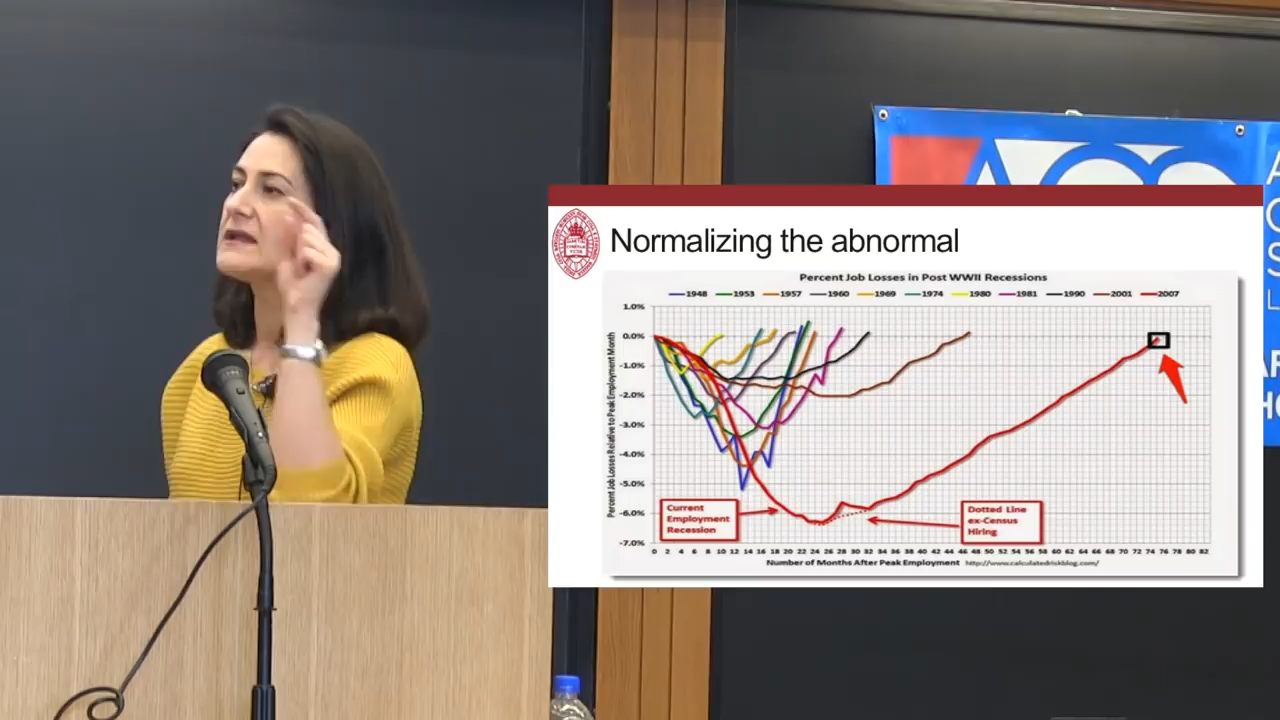 Normalizing the abnormal
Percent Job Losses in Post WWII Recessions
1948 1953 1957 1960 1969 1974 1980 1981 1990 2001 2007
Percent Job Losses Relative to Peak Employment Month
1.0%
0.0%
-1.0%
-2.0%
-3.0%
-4.0%
-5.0%
-6.0%
-7.0%
Current
Employment
Recession
Dotted Line
ex-Census
Hiring
0 2 4 6 8 10 12 14 16 18 20 22 24 26 28 30 32 34 36 38 40 42 44 46 48 50 52 54 56 58 60 62 64 66 68 70 72 74 76 78 80 82
Number of Months After Peak Employment http://www.calculatedriskblog.com/